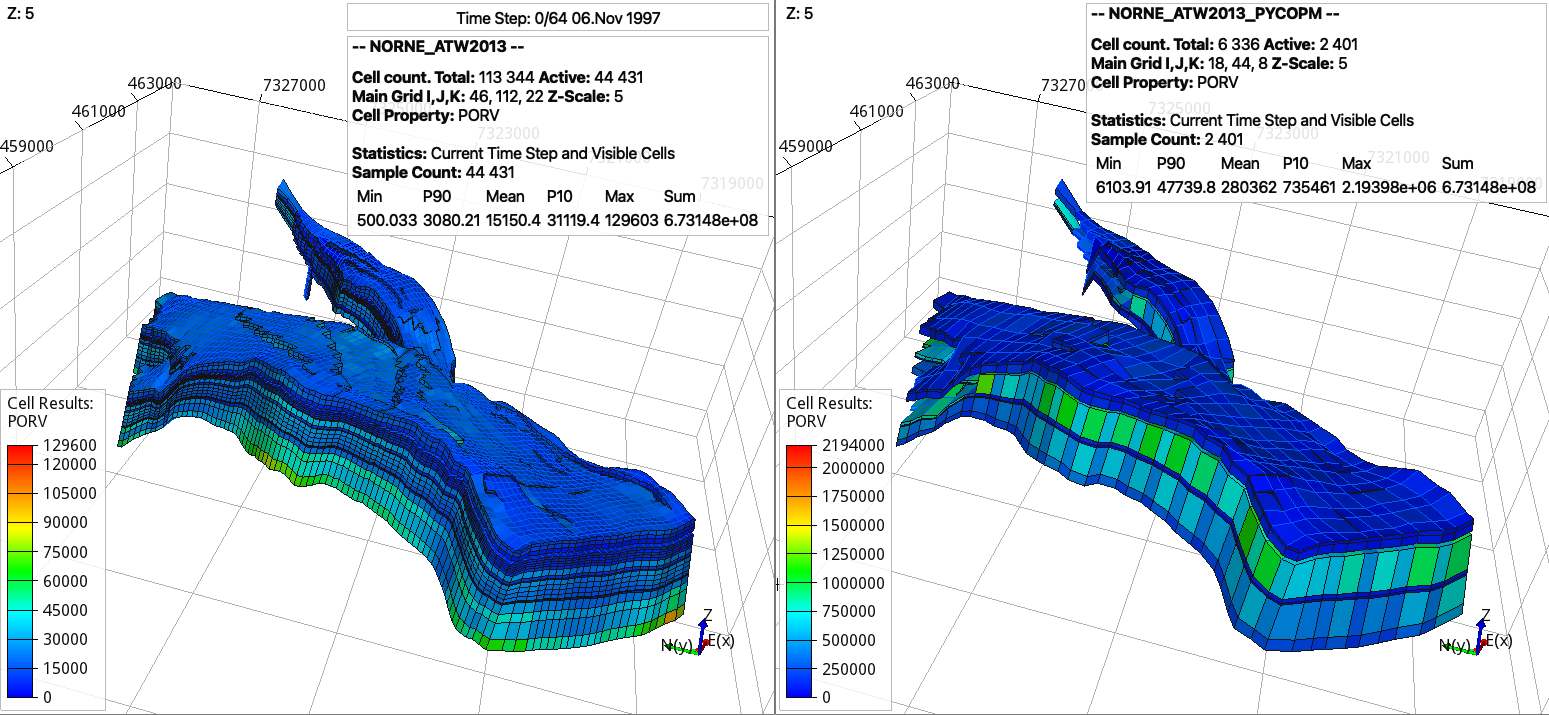 Z: 5
Time Step: 0/64 06.Nov 1997
-- NORNE_ATW2013 --
Cell count. Total: 113 344 Active: 44 431
Main Grid I,J,K: 46, 112, 22 Z-Scale: 5
Cell Property: PORV
Statistics: Current Time Step and Visible Cells
Sample Count: 44 431
Min P90 Mean P10 Max Sum
500.033 3080.21 15150.4 31119.4 129603 6.73148e+08
463000
461000
459000
7327000
7323000
7319000
Cell Results:
PORV
129600
120000
105000
90000
75000
60000
45000
30000
15000
0
Z
N(y)
E(x)
Z: 5
-- NORNE_ATW2013_PYCOPM --
Cell count. Total: 6 336 Active: 2 401
Main Grid I,J,K: 18, 44, 8 Z-Scale: 5
Cell Property: PORV
Statistics: Current Time Step and Visible Cells
Sample Count: 2 401
Min P90 Mean P10 Max Sum
6103.91 47739.8 280362 735461 2.19398e+06 6.73148e+08
463000
461000
459000
73270
7325000
7323000
7321000
Cell Results:
PORV
2194000
2000000
1750000
1500000
1250000
1000000
750000
500000
250000
0
Z
N(y)
E(x)